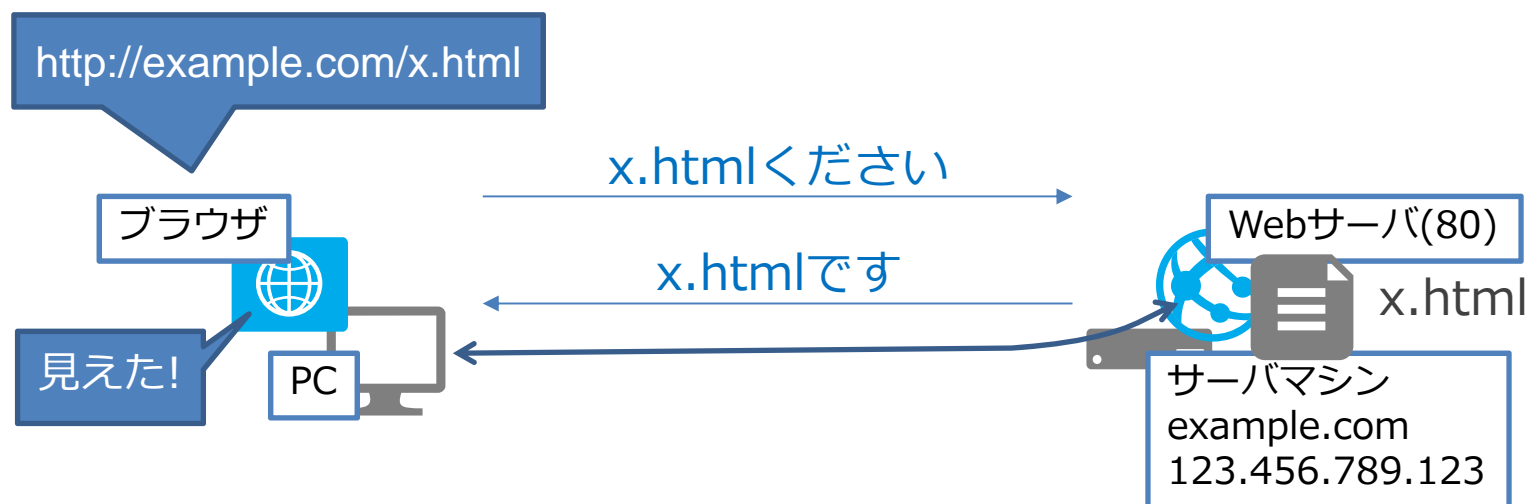 http://example.com/x.html
x.htmlください
ブラウザ
Webサーバ(80)
x.htmlです
x.html
見えた!
PC
サーバマシン
example.com
123.456.789.123